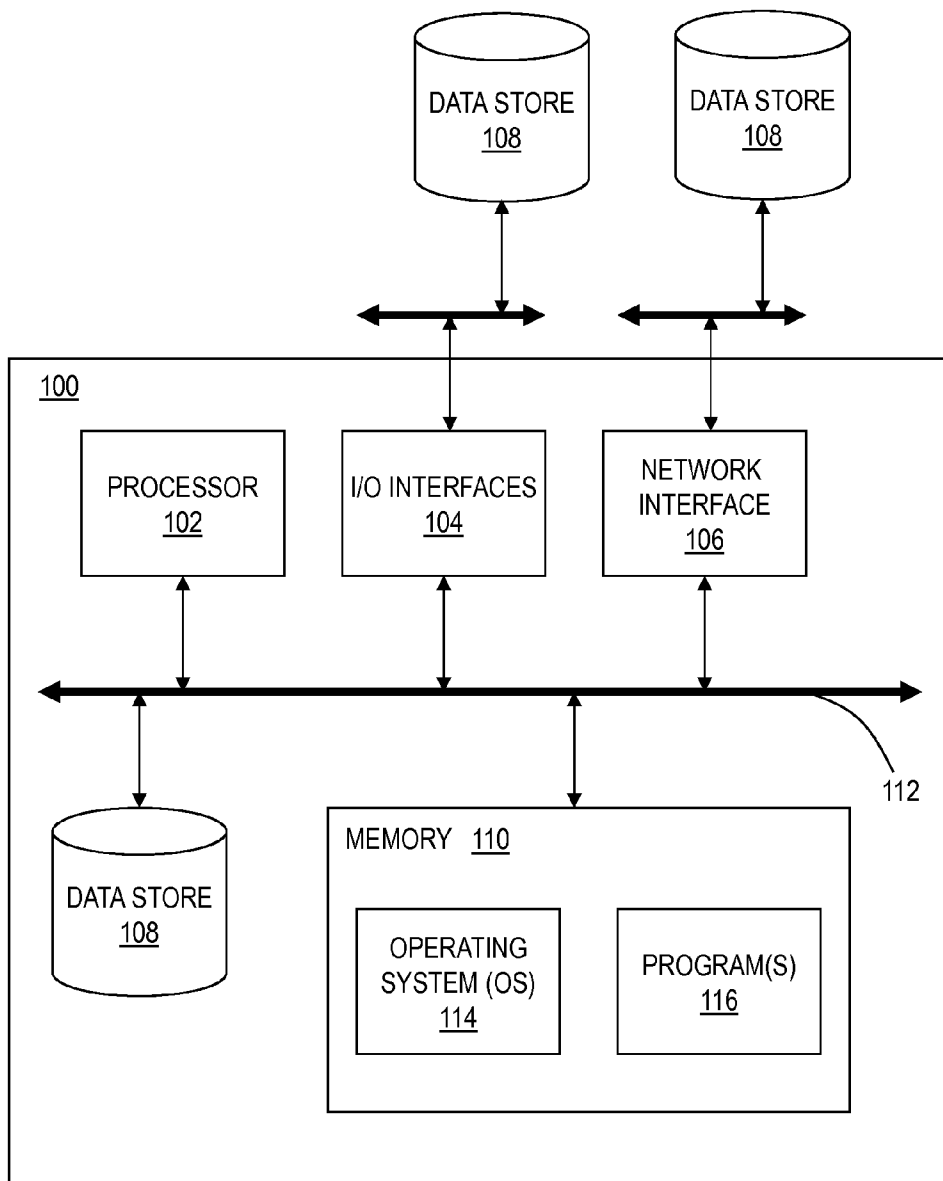 DATA STORE
108
DATA STORE
108
100
PROCESSOR
102
I/O INTERFACES
104
NETWORK
INTERFACE
106
112
DATA STORE
108
MEMORY 110
OPERATING
SYSTEM (OS)
114
PROGRAM(S)
116